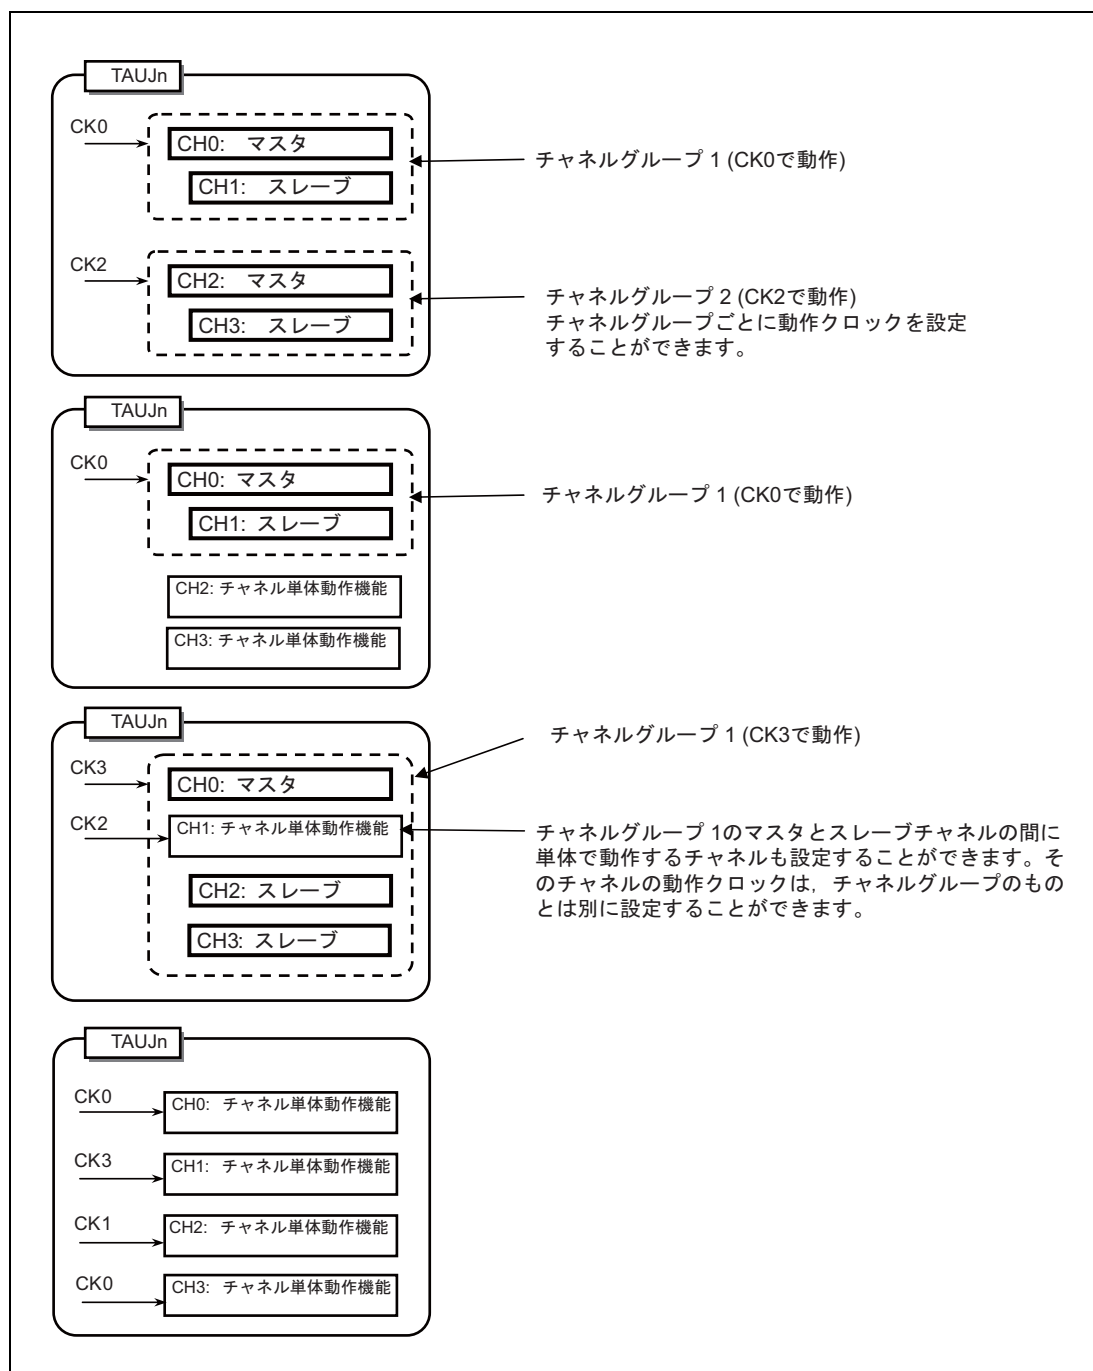 TAUJn
CK0
CH0: マスタ
CH1: スレーブ
チャネルグループ 1 (CK0で動作)
CK2
CH2: マスタ
CH3: スレーブ
チャネルグループ 2 (CK2で動作)
チャネルグループごとに動作クロックを設定
することができます。
TAUJn
CK0
CH0: マスタ
CH1: スレーブ
チャネルグループ 1 (CK0で動作)
CH2: チャネル単体動作機能
CH3: チャネル単体動作機能
TAUJn
チャネルグループ 1 (CK3で動作)
CK3
CH0: マスタ
CK2
CH1: チャネル単体動作機能
チャネルグループ 1のマスタとスレーブチャネルの間に
単体で動作するチャネルも設定することができます。そ
のチャネルの動作クロックは，チャネルグループのもの
とは別に設定することができます。
CH2: スレーブ
CH3: スレーブ
TAUJn
CK0
CH0: チャネル単体動作機能
CK3
CH1: チャネル単体動作機能
CK1
CH2: チャネル単体動作機能
CK0
CH3: チャネル単体動作機能